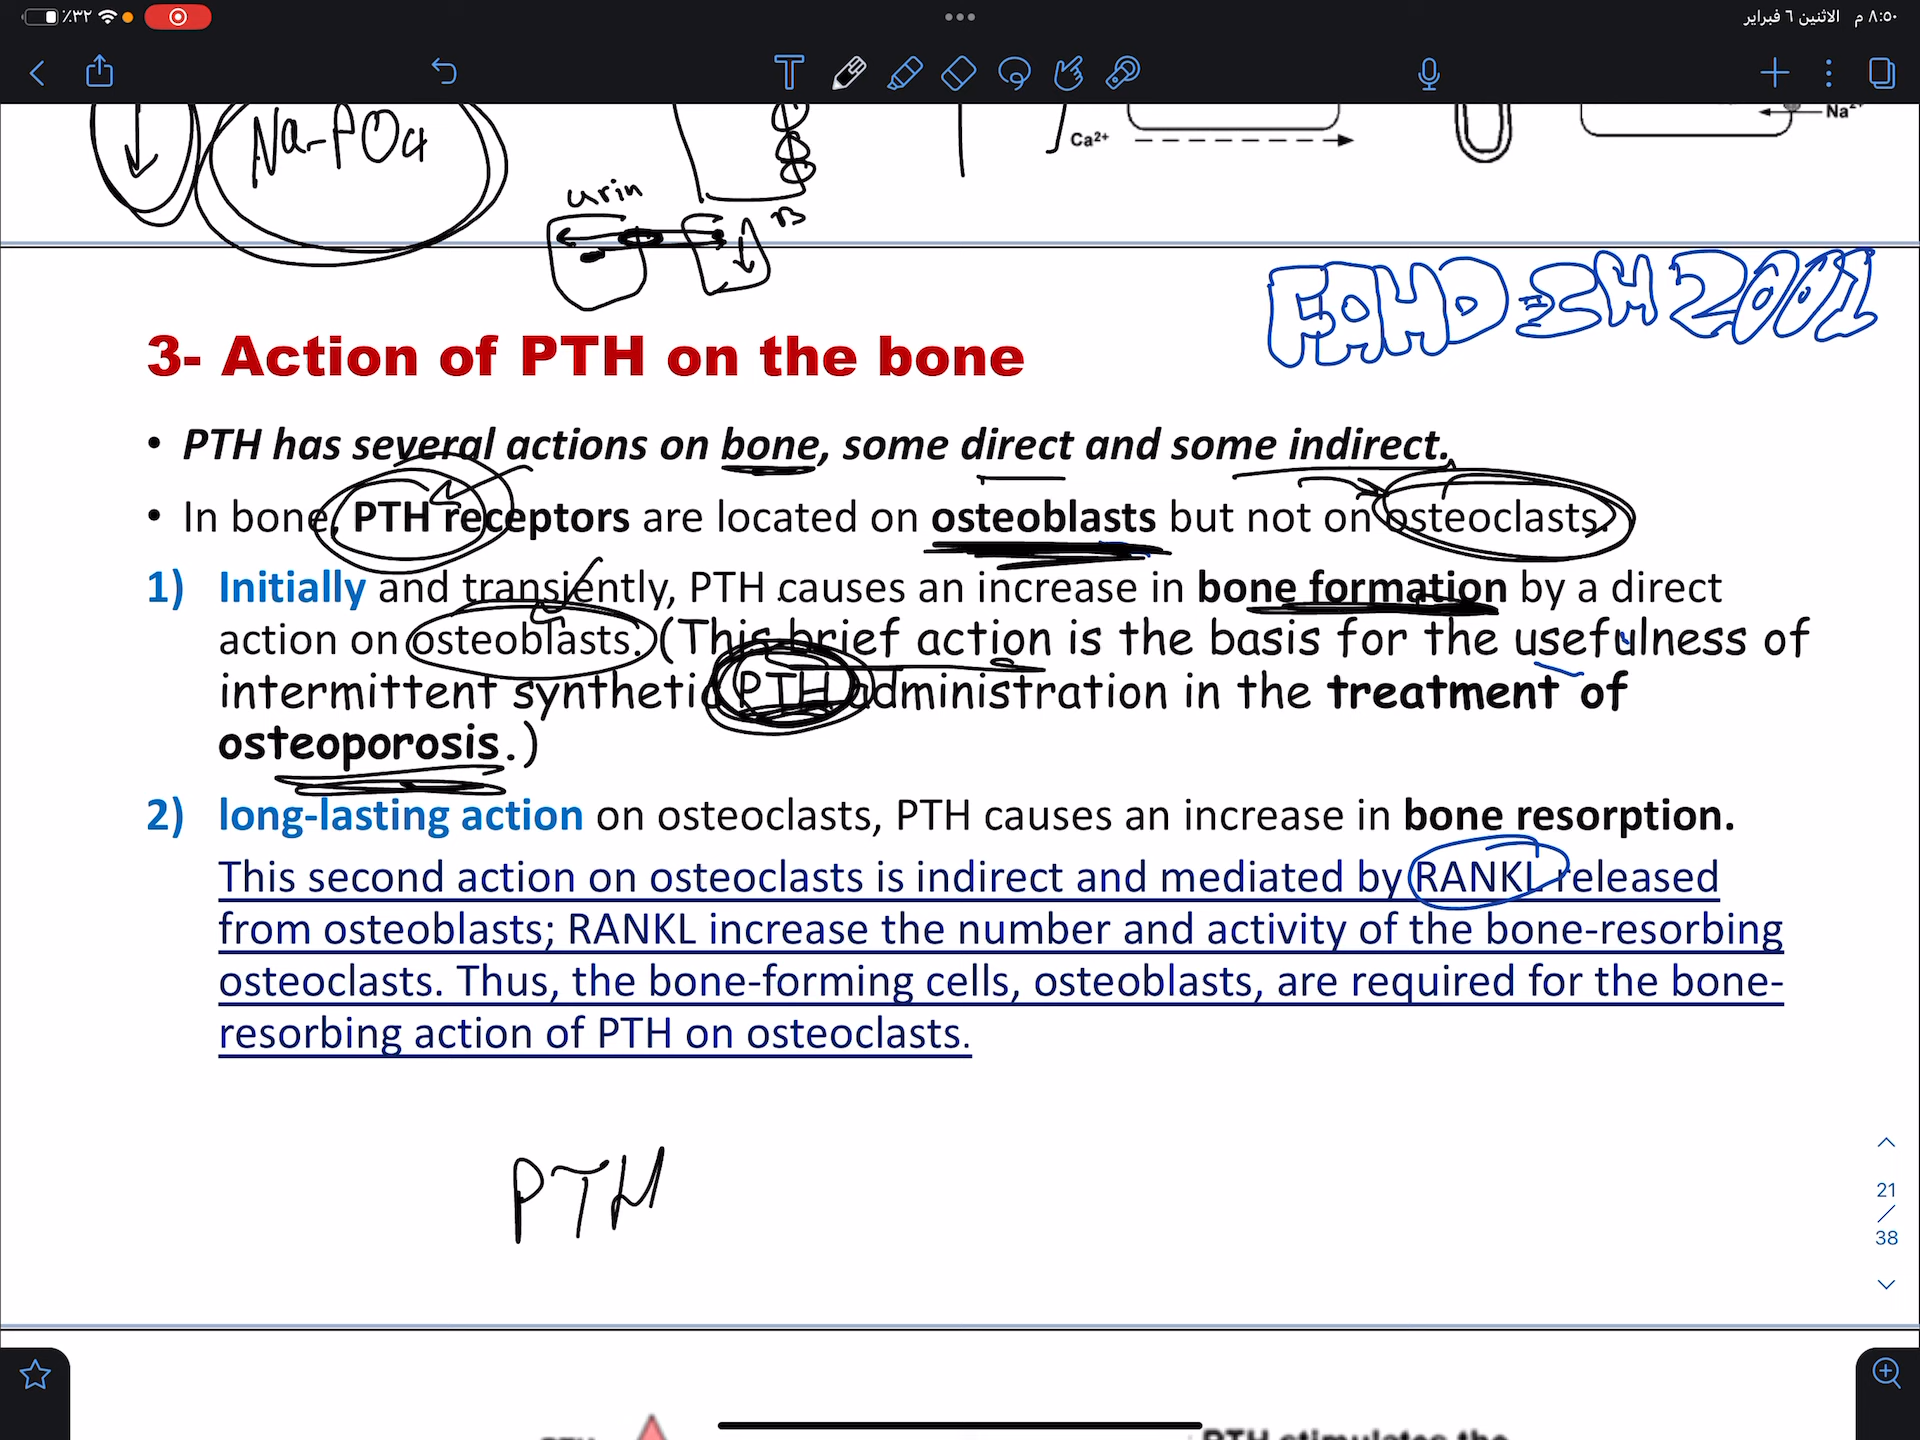 ٪٣٢
٨:٥٠ م الاثنين ٦ فبراير
Na-PO4
Ca²⁺
urin
B
FAHD SM 2001
3- Action of PTH on the bone
• PTH has several actions on bone, some direct and some indirect.
• In bone, PTH receptors are located on osteoblasts but not on osteoclasts.
1) Initially and transiently, PTH causes an increase in bone formation by a direct
action on osteoblasts. (This brief action is the basis for the usefulness of
intermittent synthetic PTH administration in the treatment of
osteoporosis.)
2) long-lasting action on osteoclasts, PTH causes an increase in bone resorption.
This second action on osteoclasts is indirect and mediated by RANKL released
from osteoblasts; RANKL increase the number and activity of the bone-resorbing
osteoclasts. Thus, the bone-forming cells, osteoblasts, are required for the bone-
resorbing action of PTH on osteoclasts.
PTH
21
/
38
PTH stimulates the